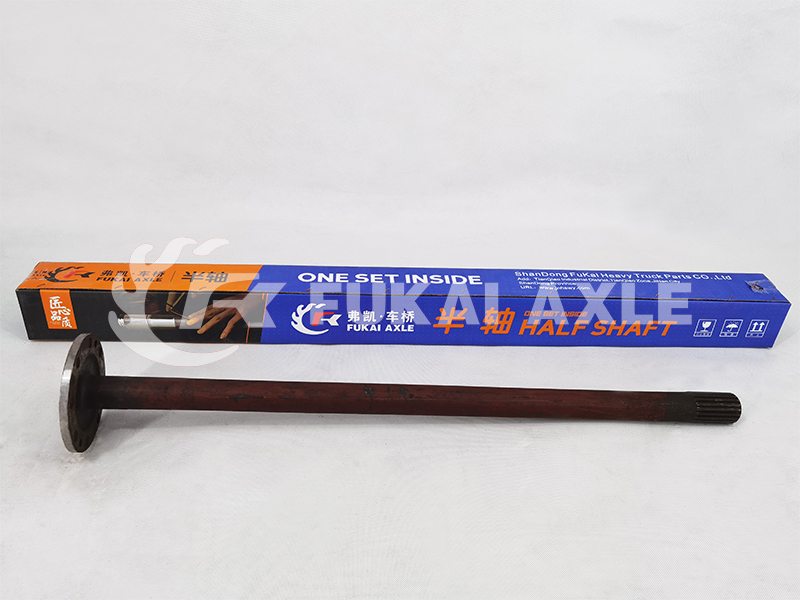 弗凯·车桥
FUKAI AXLE
半轴
ONE SET INSIDE
ShanDong FuKai Heavy Truck Parts CO.,Ltd
匠心
品质
弗凯·车桥
FUKAI AXLE
半轴
ONE SET INSIDE
HALF SHAFT
FUKAI AXLE